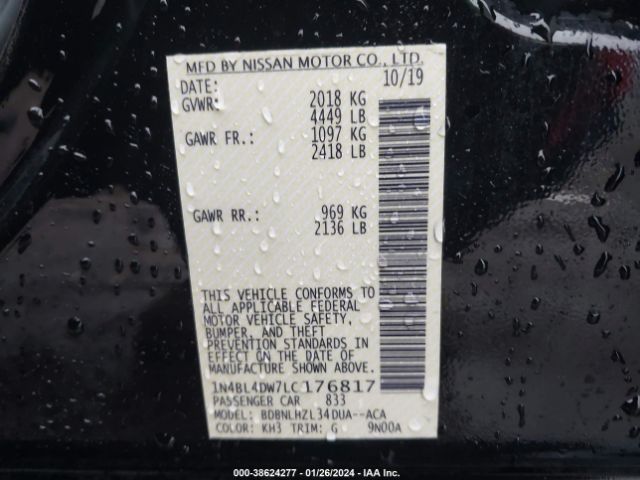 MFD BY NISSAN MOTOR CO., LTD.
DATE: 10/19
GVWR: 2018 KG
4449 LB
GAWR FR.: 1097 KG
2418 LB
GAWR RR.: 969 KG
2136 LB
THIS VEHICLE CONFORMS TO
ALL APPLICABLE FEDERAL
MOTOR VEHICLE SAFETY,
BUMPER, AND THEFT
PREVENTION STANDARDS IN
EFFECT ON THE DATE OF
MANUFACTURE SHOWN ABOVE.
1N4BL4DW7LC176817
PASSENGER CAR 833
MODEL: BDBNLHZL34DUA--ACA
COLOR: KH3 TRIM: G 9N00A
000-38624277 - 01/26/2024 - IAA Inc.